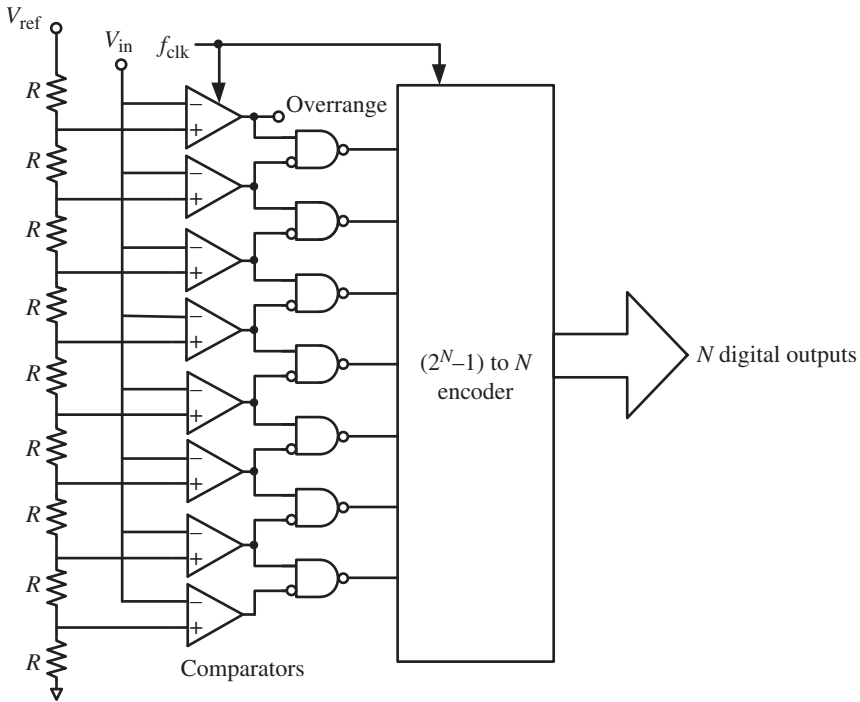 V_ref
V_in
f_clk
R
Overrange
R
R
R
(2^N–1) to N
encoder
N digital outputs
R
R
R
R
R
Comparators
− +
− +
− +
− +
− +
− +
− +
− +